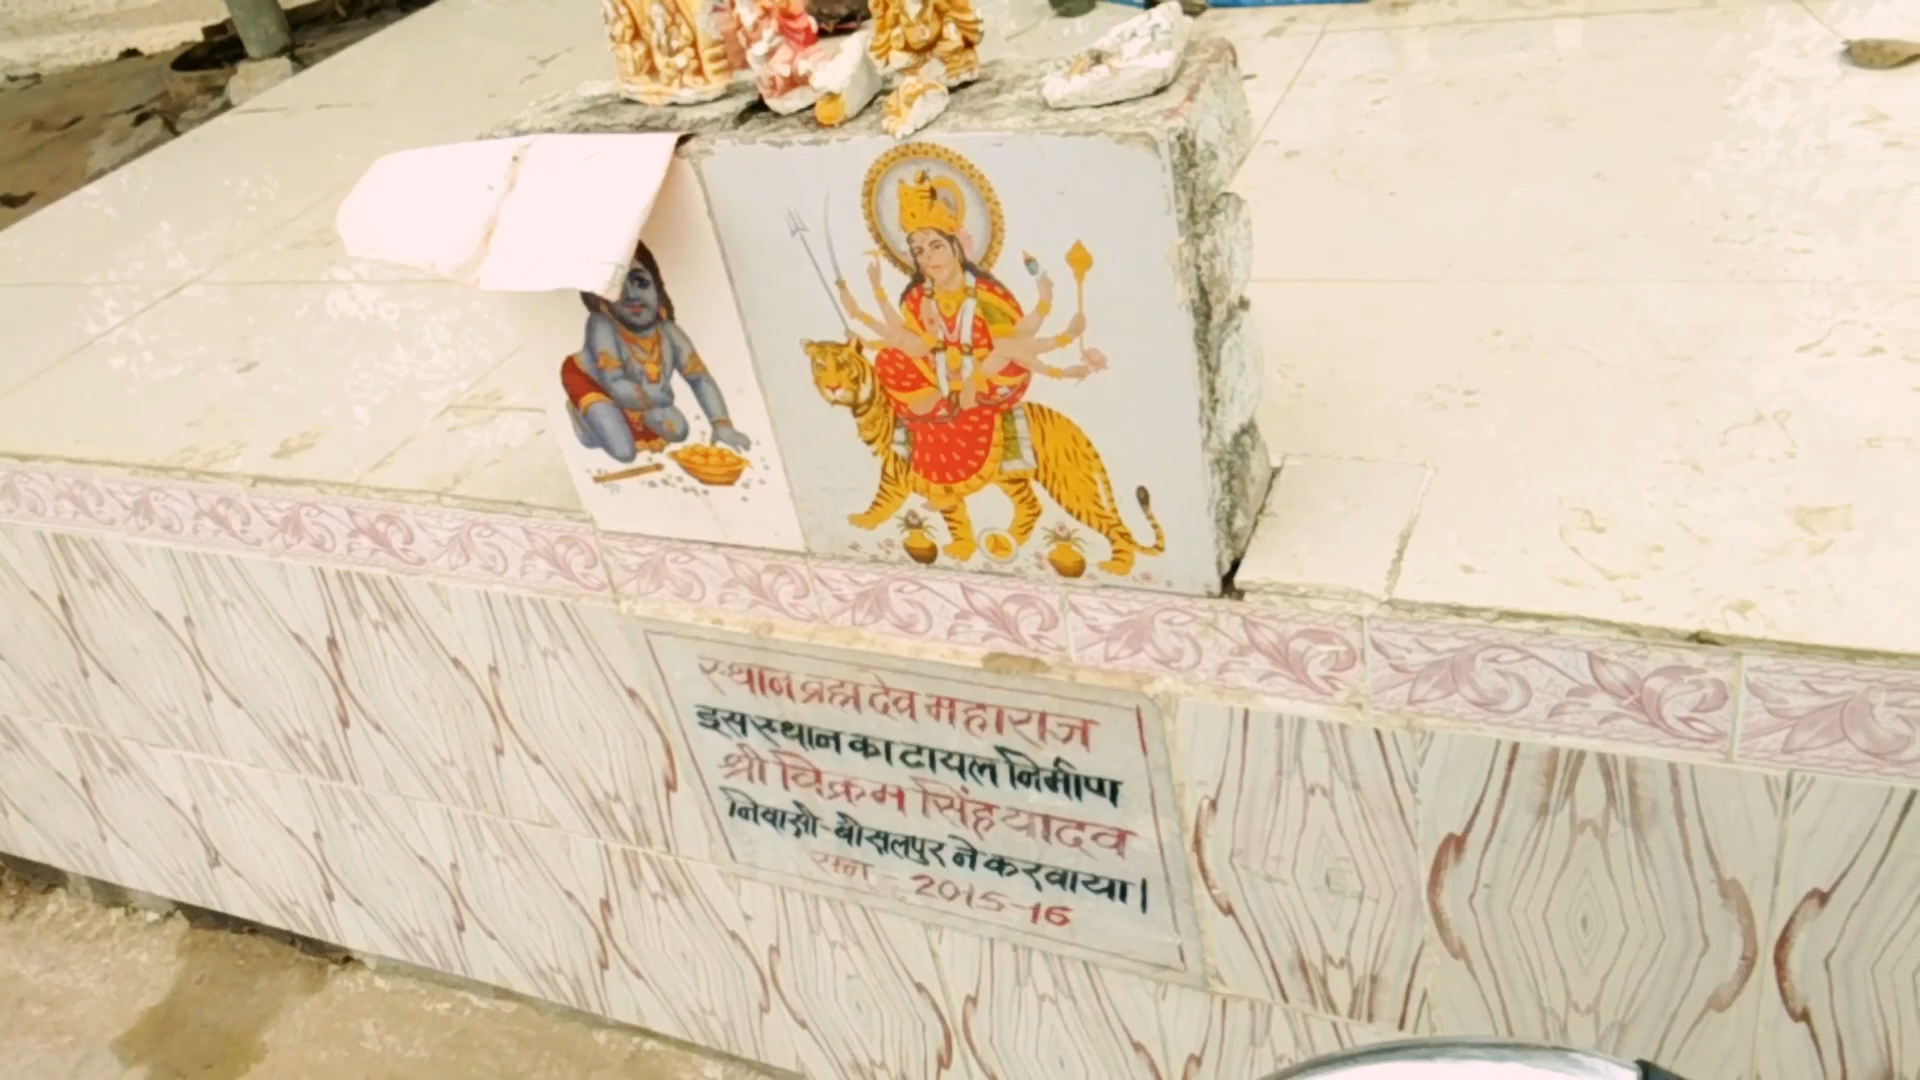 स्थान ब्रह्म देव महाराज
इस स्थान का टायल निर्माण
श्री विक्रम सिंह यादव
निवासी-बौसलपुर ने करवाया।
सन - 2015-16